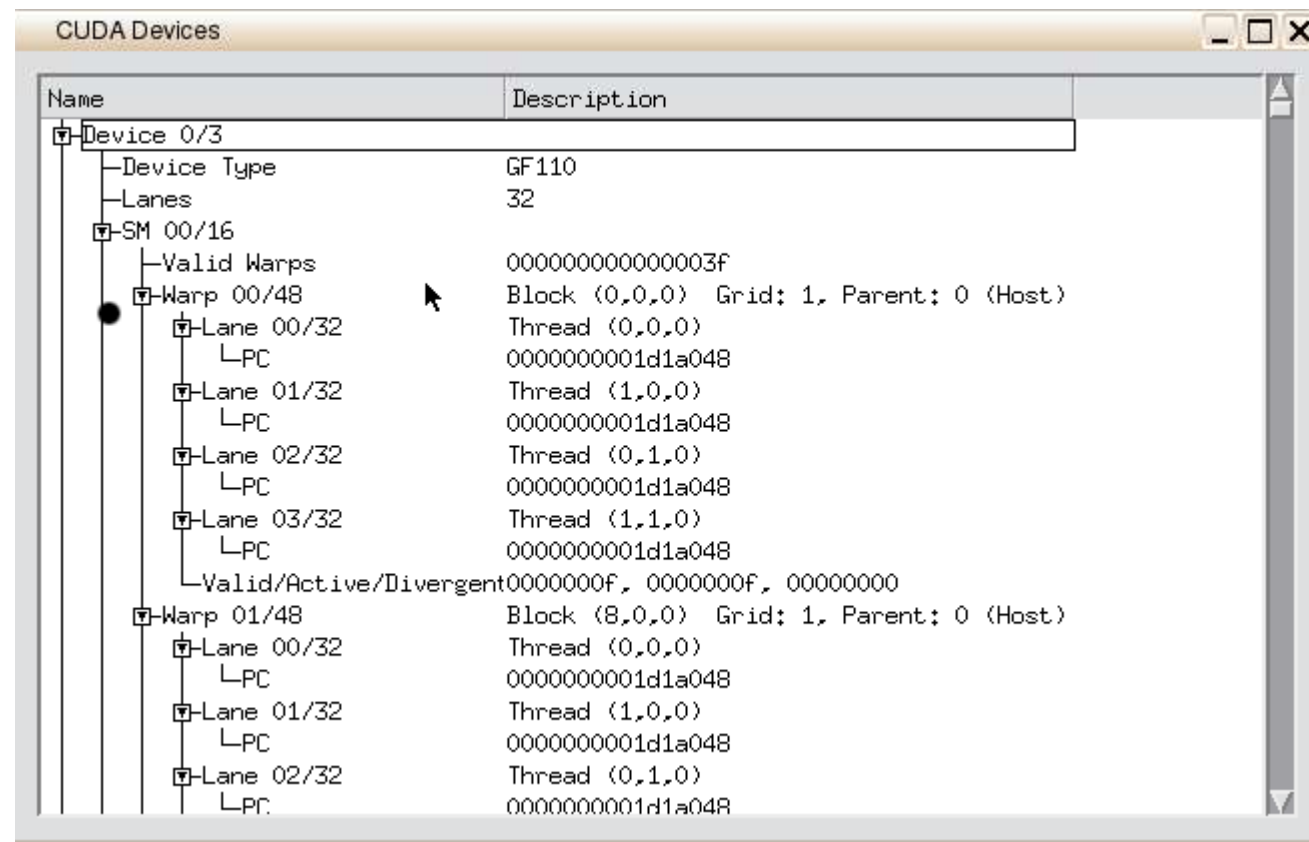 CUDA Devices
Name Description
Device 0/3
Device Type GF110
Lanes 32
SM 00/16
Valid Warps 000000000000003f
Warp 00/48 Block (0,0,0) Grid: 1, Parent: 0 (Host)
Lane 00/32 Thread (0,0,0)
PC 0000000001d1a048
Lane 01/32 Thread (1,0,0)
PC 0000000001d1a048
Lane 02/32 Thread (0,1,0)
PC 0000000001d1a048
Lane 03/32 Thread (1,1,0)
PC 0000000001d1a048
Valid/Active/Divergent 0000000f, 0000000f, 00000000
Warp 01/48 Block (8,0,0) Grid: 1, Parent: 0 (Host)
Lane 00/32 Thread (0,0,0)
PC 0000000001d1a048
Lane 01/32 Thread (1,0,0)
PC 0000000001d1a048
Lane 02/32 Thread (0,1,0)
PC 0000000001d1a048